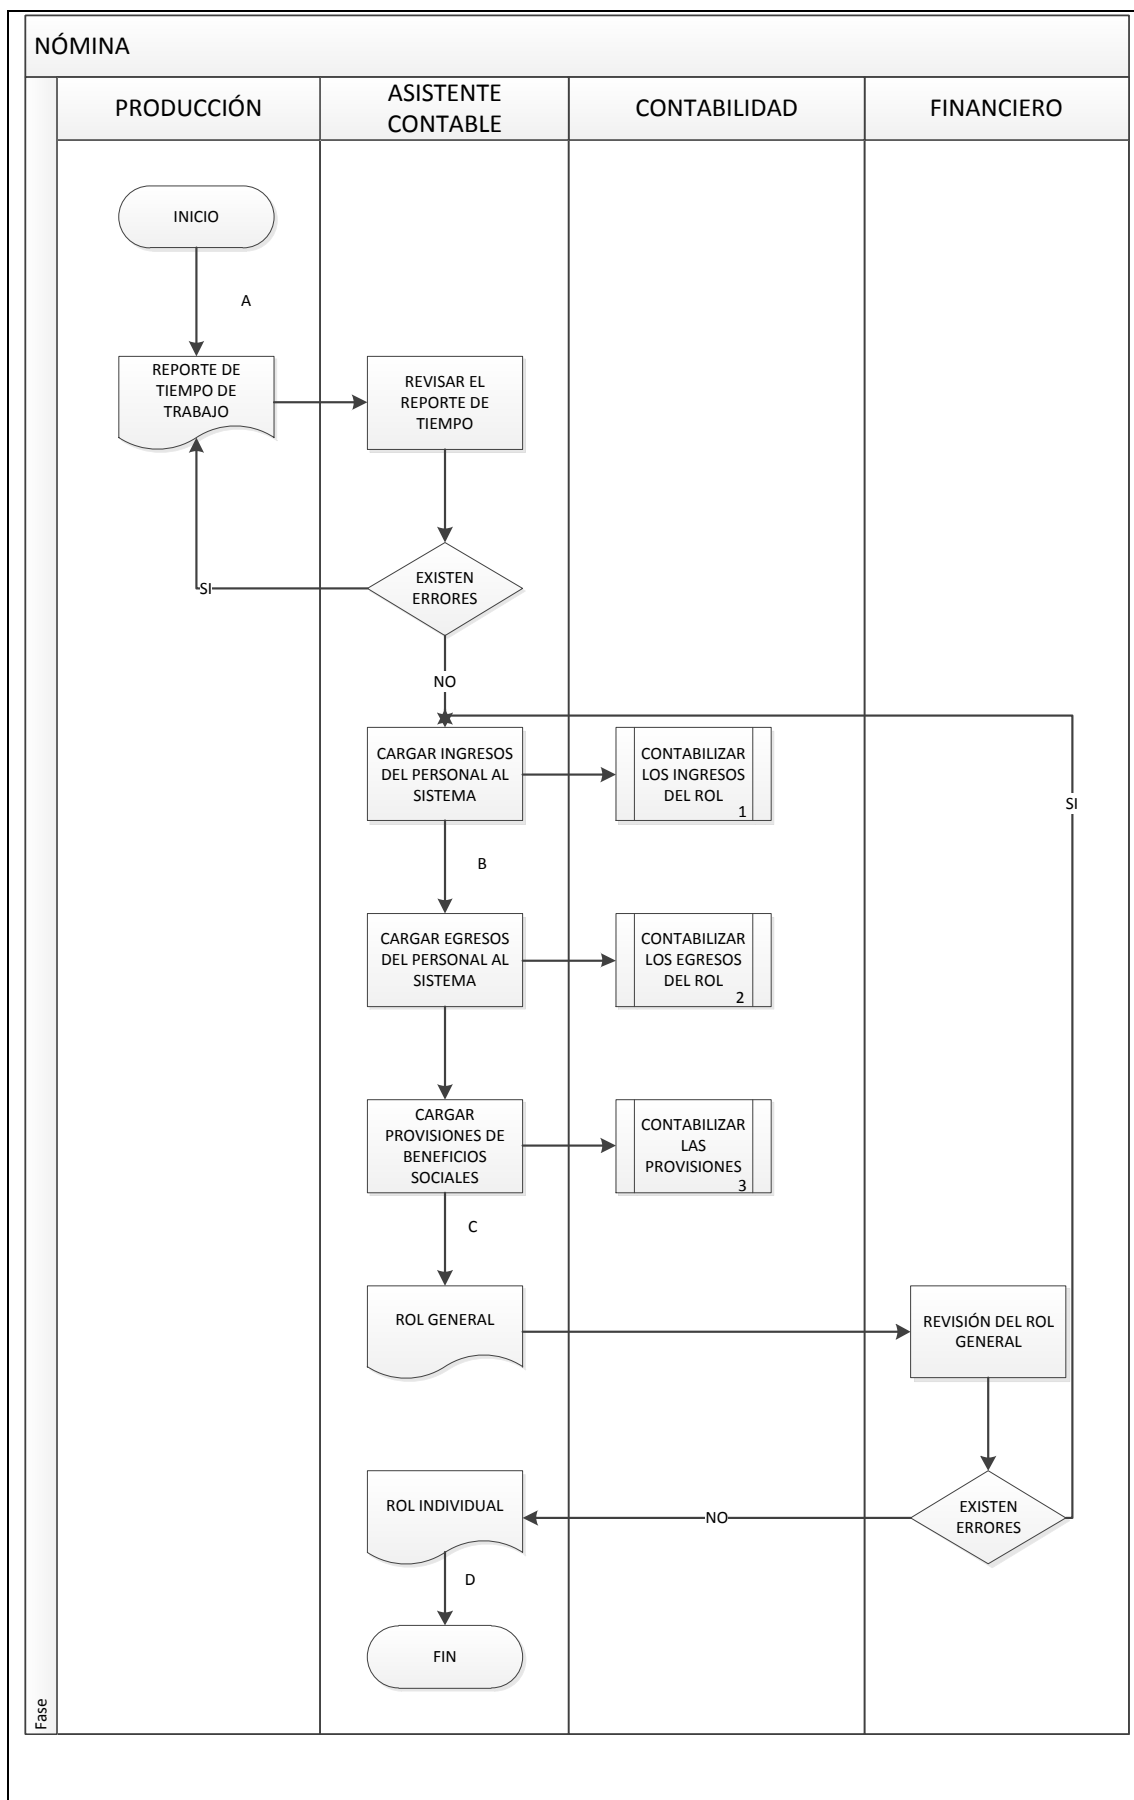 NÓMINA
PRODUCCIÓN
ASISTENTE
CONTABLE
CONTABILIDAD
FINANCIERO
INICIO
A
REPORTE DE
TIEMPO DE
TRABAJO
REVISAR EL
REPORTE DE
TIEMPO
EXISTEN
ERRORES
SI
NO
CARGAR INGRESOS
DEL PERSONAL AL
SISTEMA
CONTABILIZAR
LOS INGRESOS
DEL ROL
1
SI
B
CARGAR EGRESOS
DEL PERSONAL AL
SISTEMA
CONTABILIZAR
LOS EGRESOS
DEL ROL
2
CARGAR
PROVISIONES DE
BENEFICIOS
SOCIALES
CONTABILIZAR
LAS
PROVISIONES
3
C
ROL GENERAL
REVISIÓN DEL ROL
GENERAL
EXISTEN
ERRORES
NO
ROL INDIVIDUAL
D
FIN
Fase